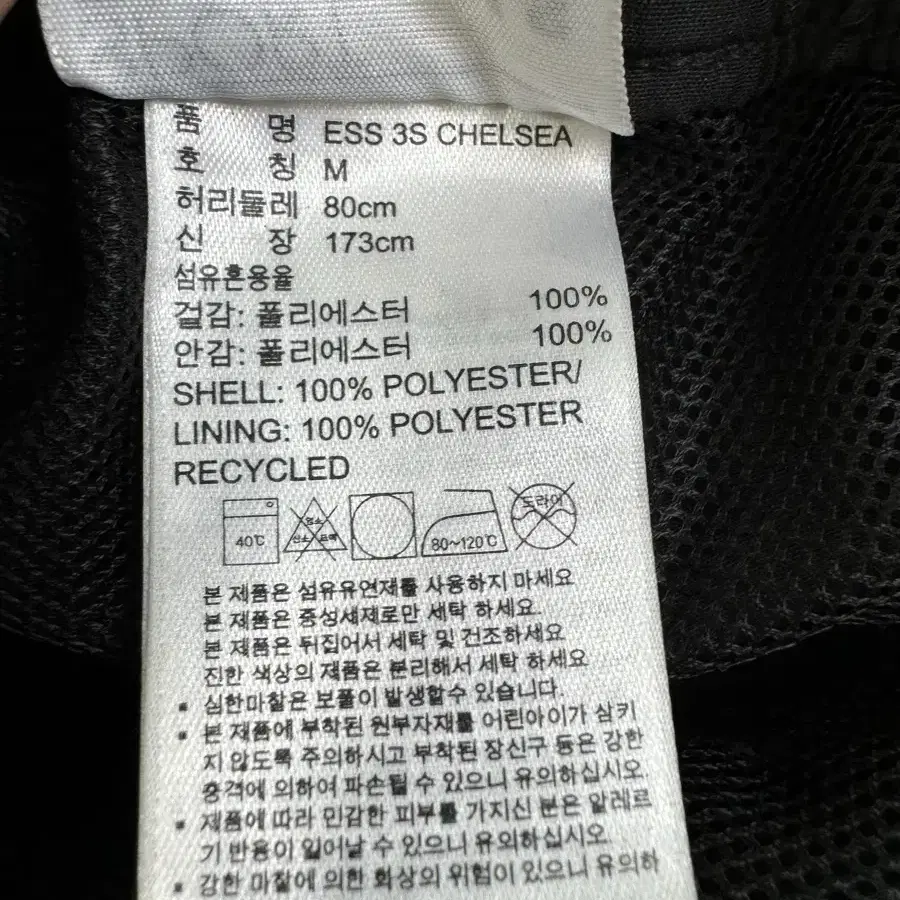 품 명 ESS 3S CHELSEA
호 칭 M
허리둘레 80cm
신 장 173cm
섬유혼용율
겉감: 폴리에스터 100%
안감: 폴리에스터 100%
SHELL: 100% POLYESTER/
LINING: 100% POLYESTER
RECYCLED
40℃ 염소 산소 표백 80~120℃ 드라이
본 제품은 섬유유연제를 사용하지 마세요
본 제품은 중성세제로만 세탁 하세요.
본 제품은 뒤집어서 세탁 및 건조하세요
진한 색상의 제품은 분리해서 세탁 하세요
▪ 심한마찰은 보풀이 발생할수 있습니다.
▪ 본 제품에 부착된 원부자재를 어린아이가 삼키
지 않도록 주의하시고 부착된 장신구 등은 강한
충격에 의하여 파손될 수 있으니 유의하십시오.
▪ 제품에 따라 민감한 피부를 가지신 분은 알레르
기 반응이 일어날 수 있으니 유의하십시오
▪ 강한 마찰에 의한 화상의 위험이 있으니 유의하